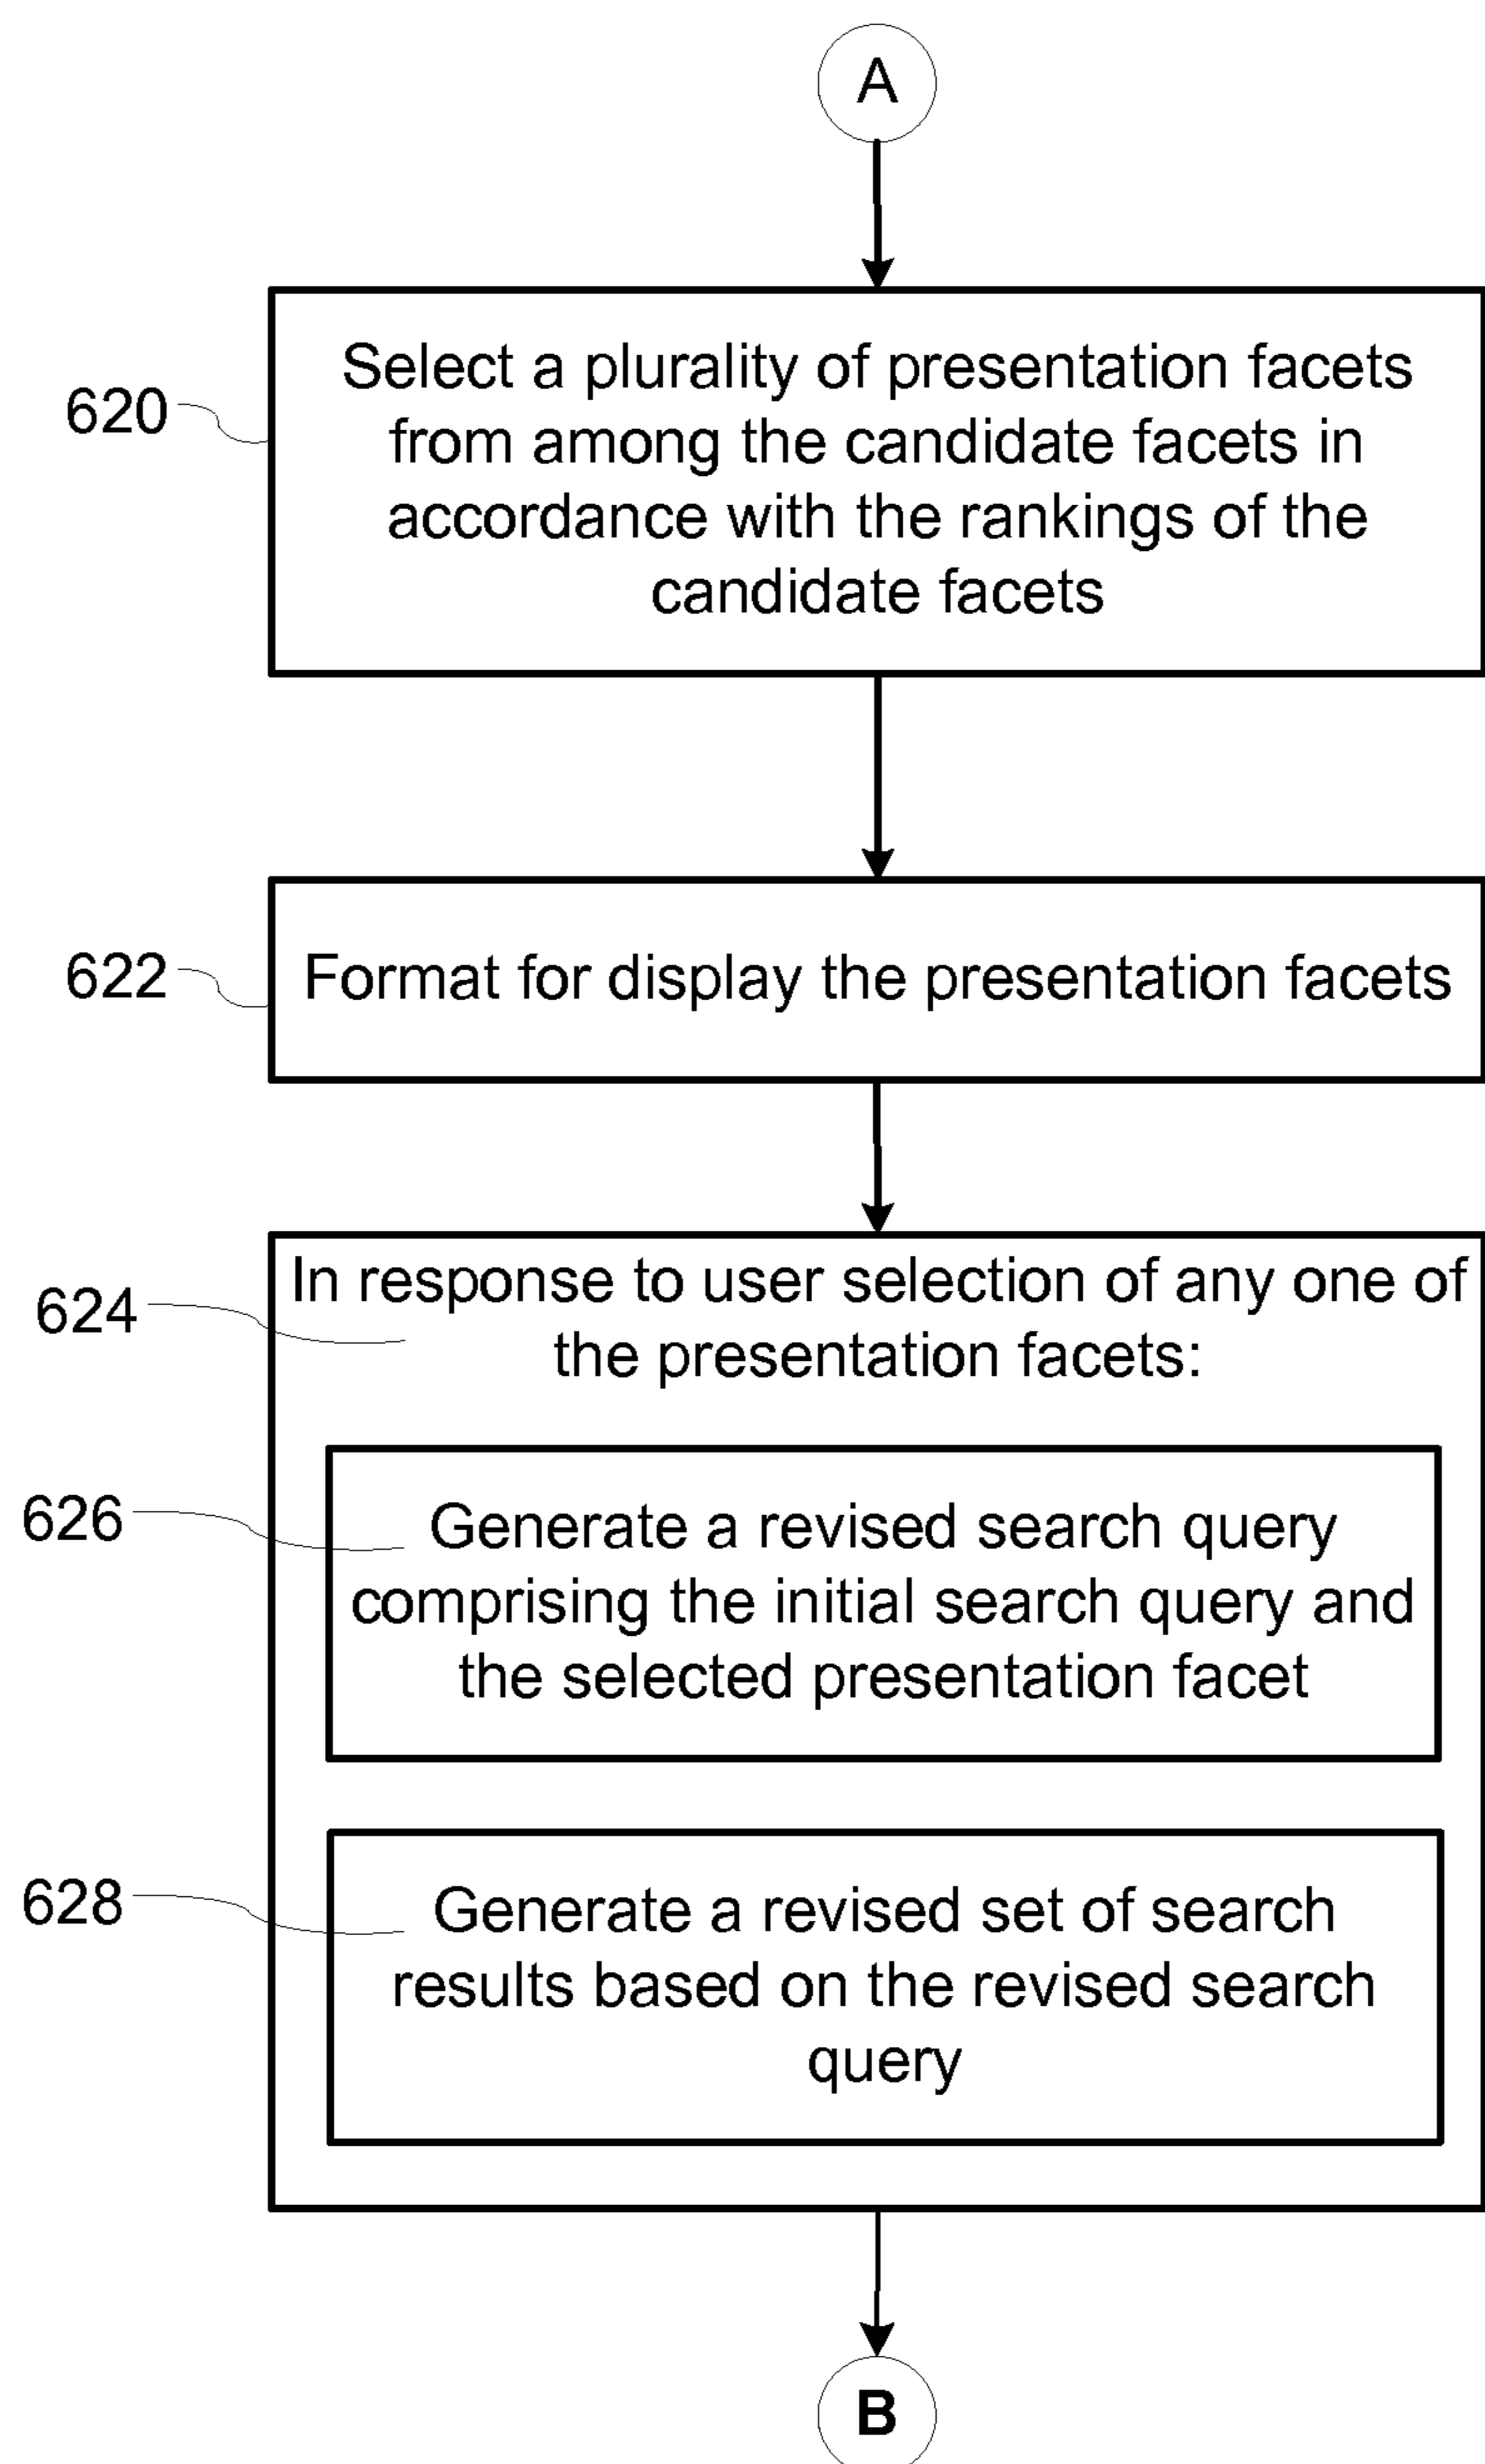 A
620
Select a plurality of presentation facets
from among the candidate facets in
accordance with the rankings of the
candidate facets
622
Format for display the presentation facets
624
In response to user selection of any one of
the presentation facets:
626
Generate a revised search query
comprising the initial search query and
the selected presentation facet
628
Generate a revised set of search
results based on the revised search
query
B